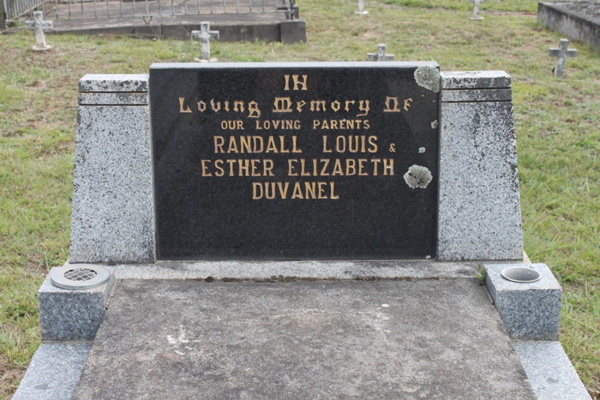 IN
Loving Memory Of
OUR LOVING PARENTS
RANDALL LOUIS &
ESTHER ELIZABETH
DUVANEL